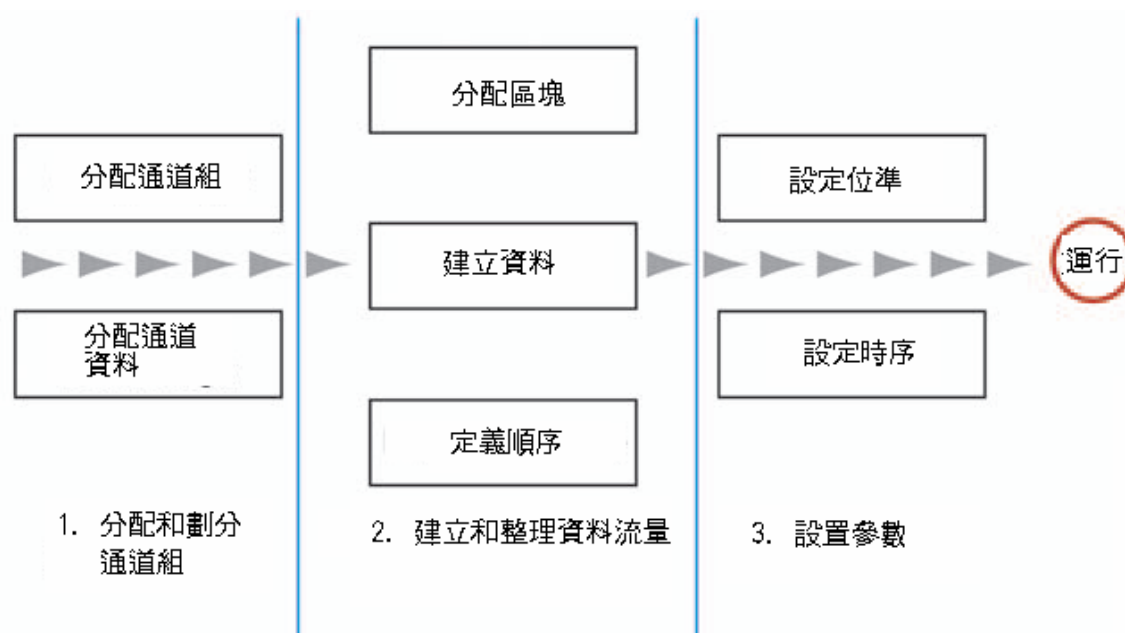 分配通道組
分配通道
資料
1. 分配和劃分
通道組
分配區塊
建立資料
定義順序
2. 建立和整理資料流量
設定位準
設定時序
3. 設置參數
運行